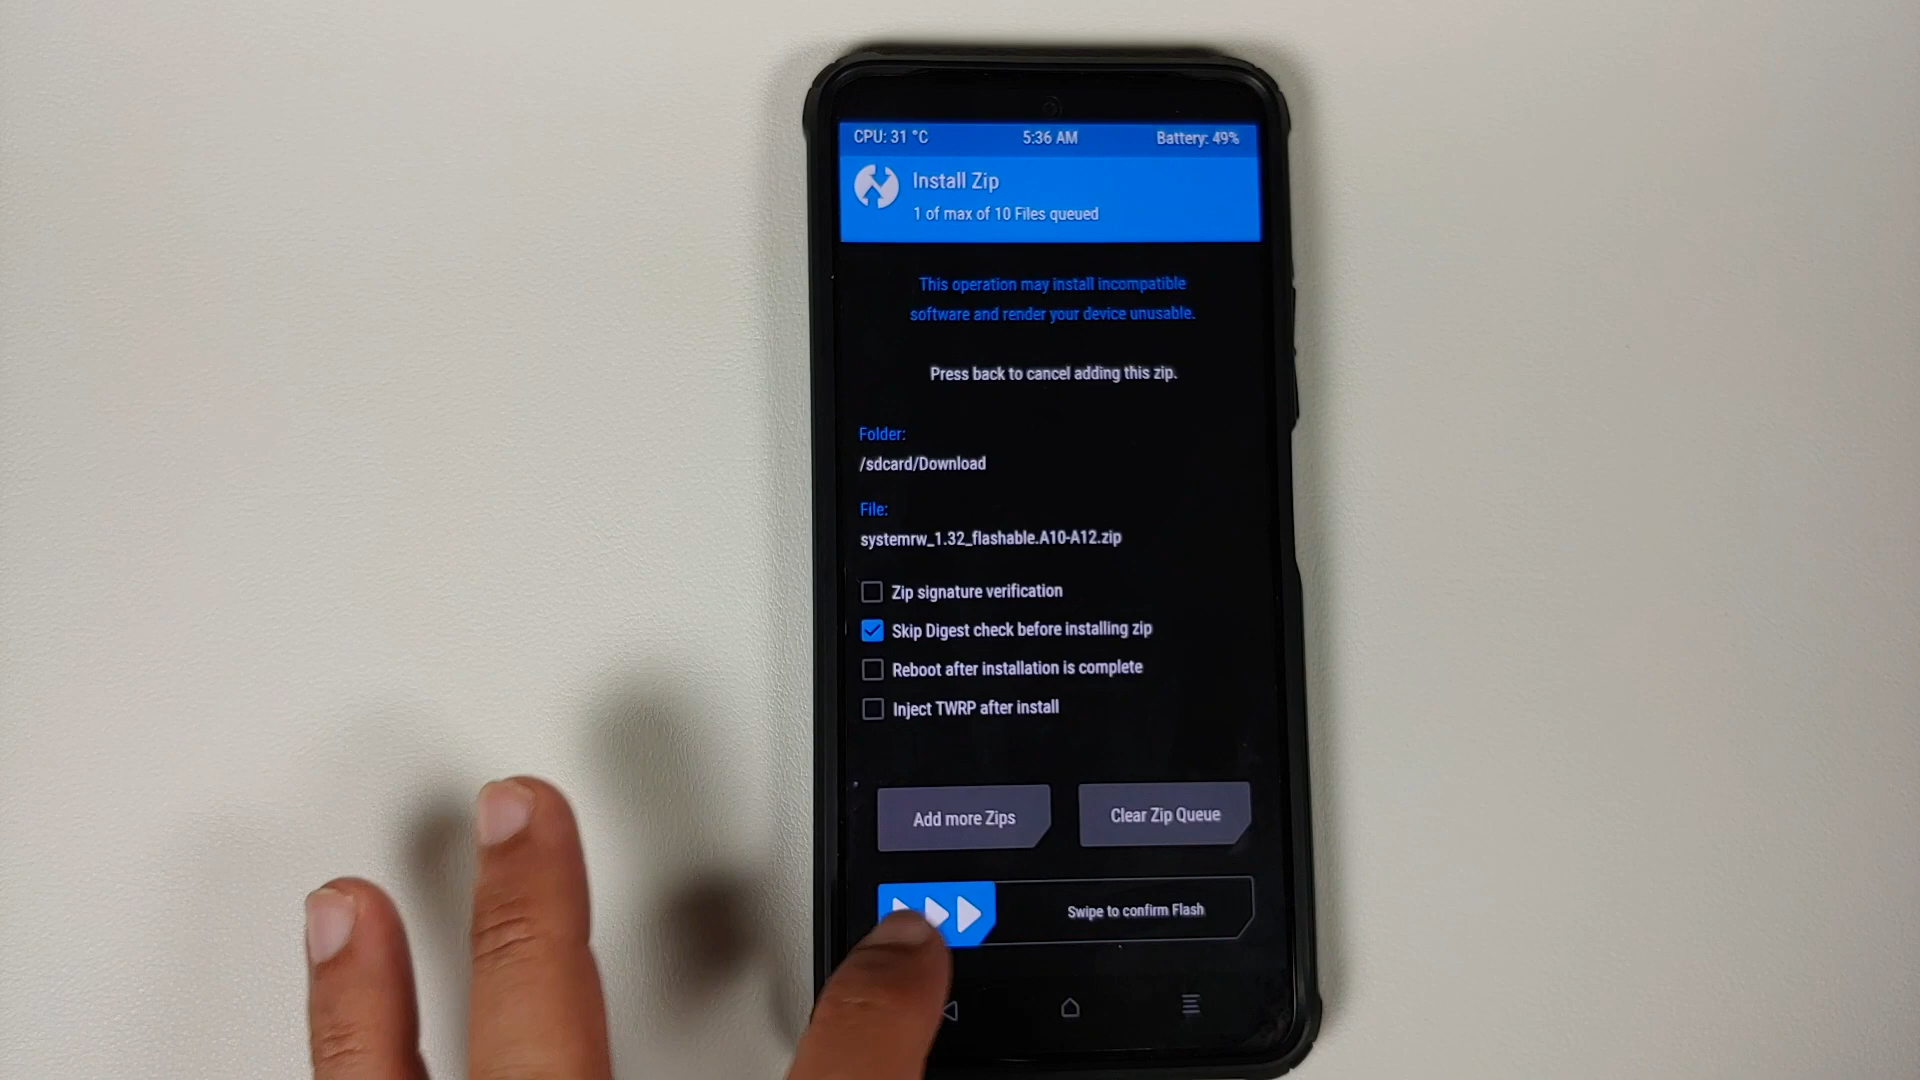 CPU: 31 °C 5:36 AM Battery: 49%
Install Zip
1 of max of 10 Files queued
This operation may install incompatible
software and render your device unusable.
Press back to cancel adding this zip.
Folder:
/sdcard/Download
File:
systemrw_1.32_flashable.A10-A12.zip
Zip signature verification
Skip Digest check before installing zip
Reboot after installation is complete
Inject TWRP after install
Add more Zips Clear Zip Queue
Swipe to confirm Flash